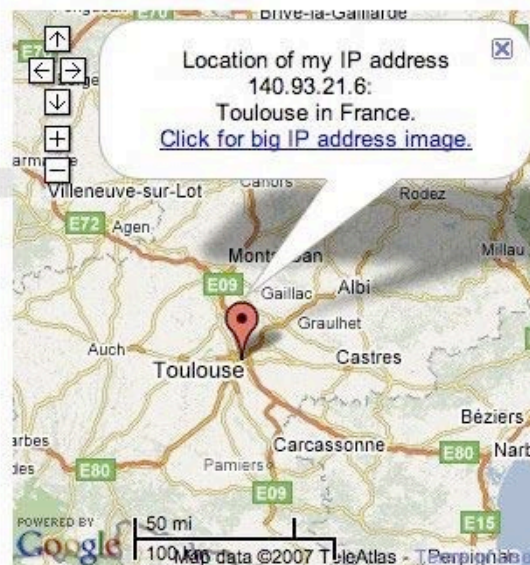 Brive-la-Gaillarde
Location of my IP address
140.93.21.6:
Toulouse in France.
Click for big IP address image.
Villeneuve-sur-Lot
Cahors
Rodez
E72
Agen
Millau
E09
Gaillac
Albi
Graulhet
Auch
Castres
Toulouse
Béziers
Carcassonne
E80
E80
Pamiers
E09
POWERED BY
Google
50 mi
E15
Map data ©2007 TeleAtlas -
Perpignan